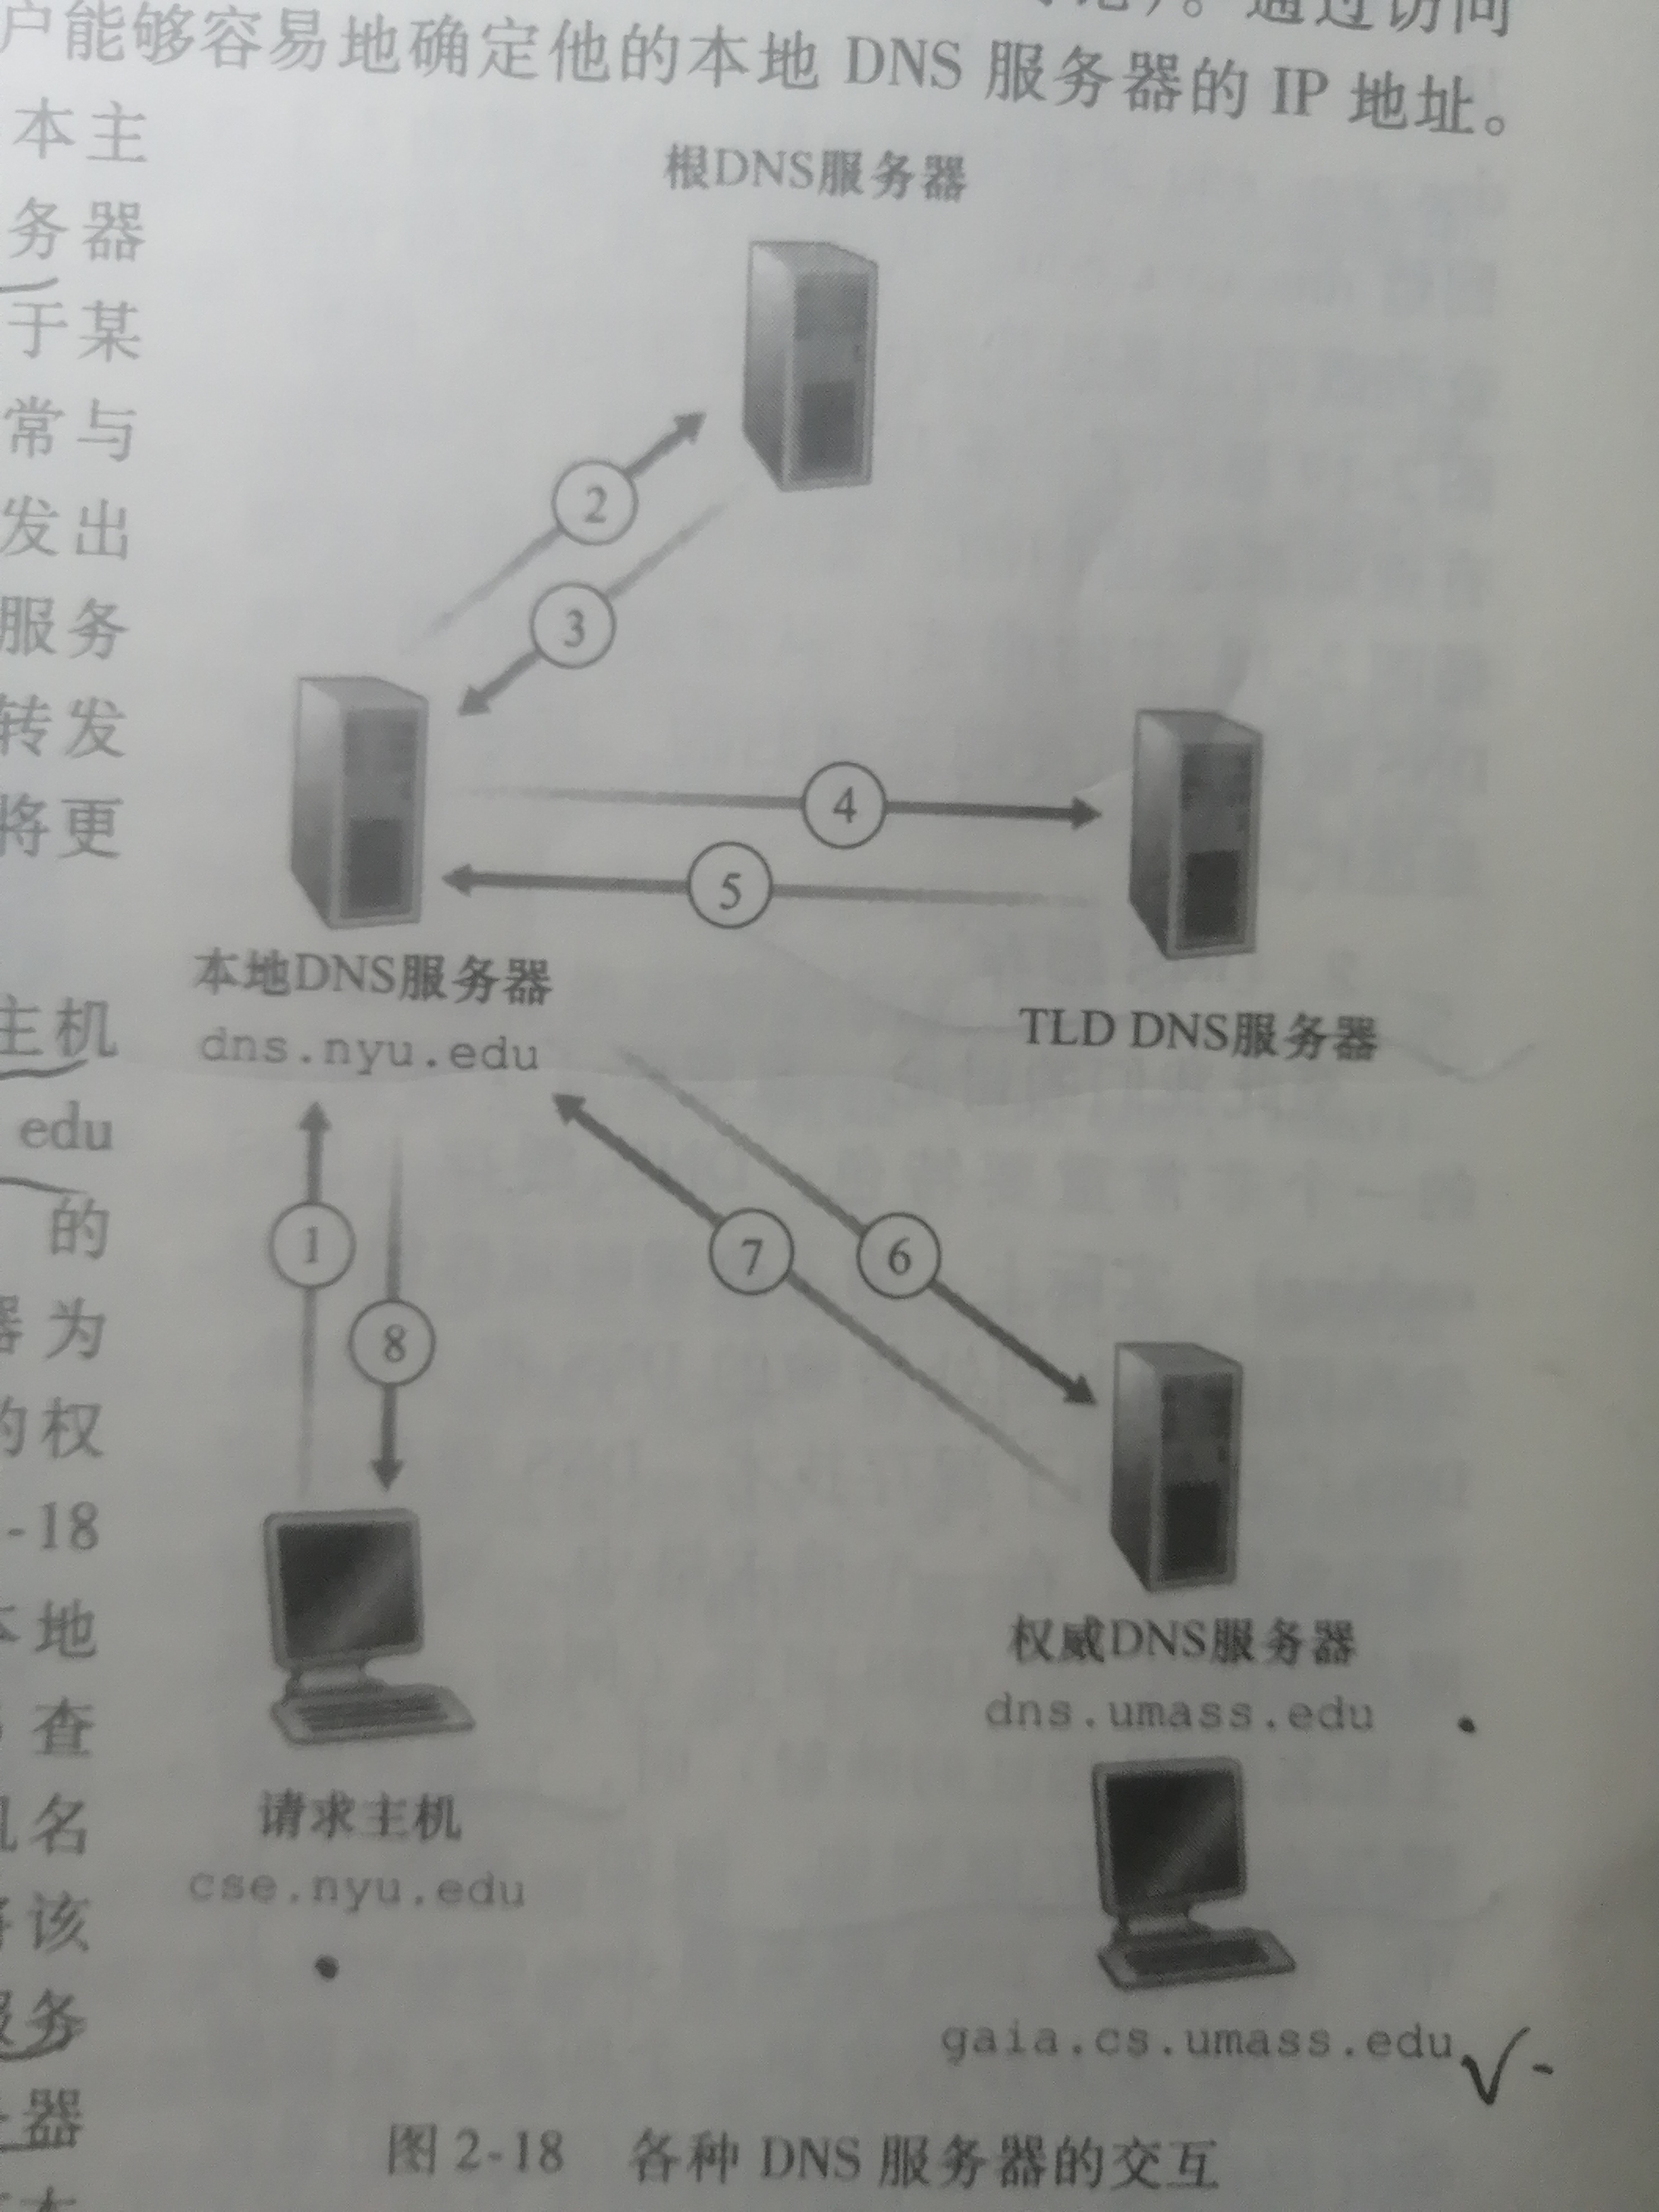 通过访问
户能够容易地确定他的本地 DNS 服务器的 IP 地址。
本主
务器
于某
常与
发出
服务
转发
将更
主机
edu
的
器为
的权
-18
本地
查
机名
将该
服务
器
根DNS服务器
2
3
4
5
本地DNS服务器
dns.nyu.edu
TLD DNS服务器
1
8
7
6
权威DNS服务器
dns.umass.edu
请求主机
cse.nyu.edu
gaia.cs.umass.edu
图 2-18 各种 DNS 服务器的交互